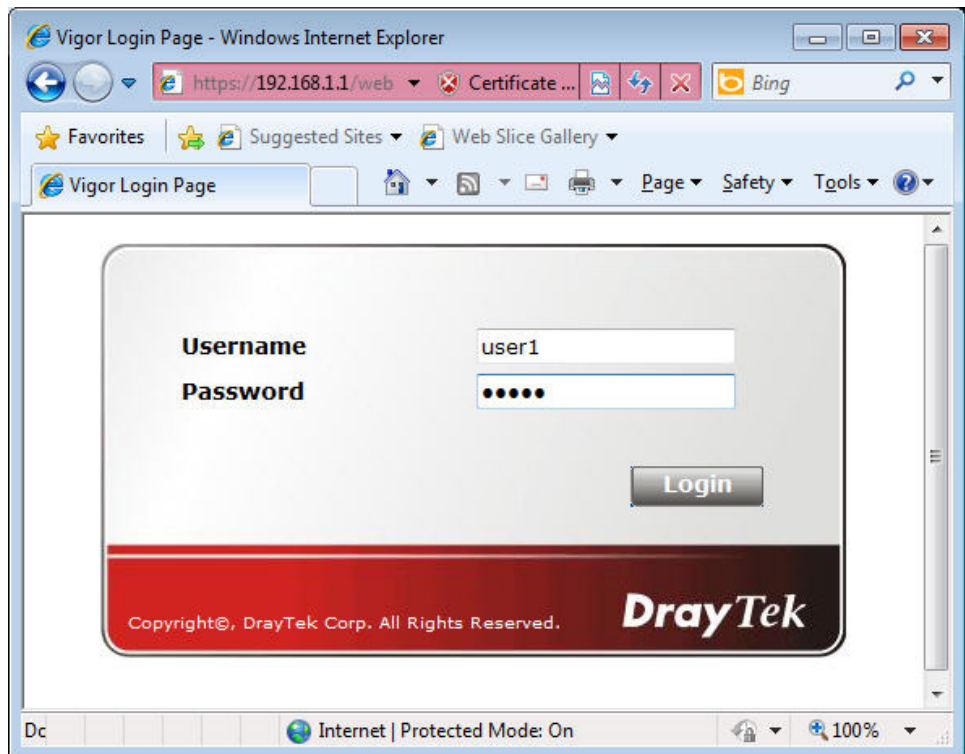 Vigor Login Page - Windows Internet Explorer
https://192.168.1.1/web Certificate ... Bing
Favorites Suggested Sites Web Slice Gallery
Vigor Login Page Page Safety Tools
Username user1
Password •••••
Login
Copyright©, DrayTek Corp. All Rights Reserved. DrayTek
Dc Internet | Protected Mode: On 100%